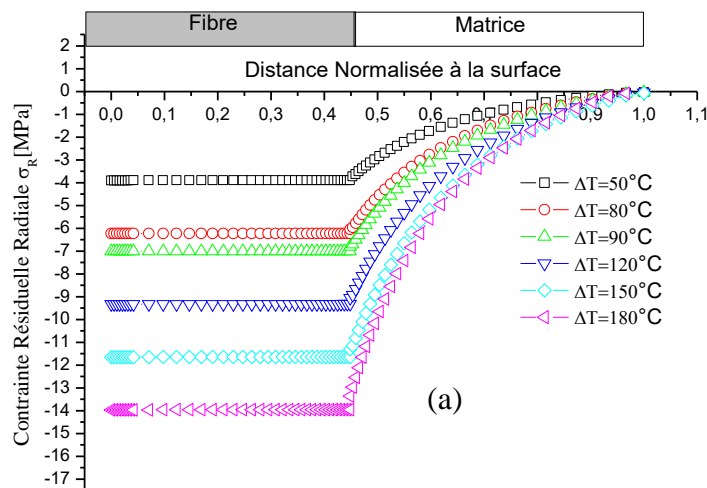 Fibre
Matrice
Distance Normalisée à la surface
0,0 0,1 0,2 0,3 0,4 0,5 0,6 0,7 0,8 0,9 1,0 1,1
2
1
0
-1
-2
-3
-4
-5
-6
-7
-8
-9
-10
-11
-12
-13
-14
-15
-16
-17
Contrainte Résiduelle Radiale σR[MPa]
ΔT=50°C
ΔT=80°C
ΔT=90°C
ΔT=120°C
ΔT=150°C
ΔT=180°C
(a)